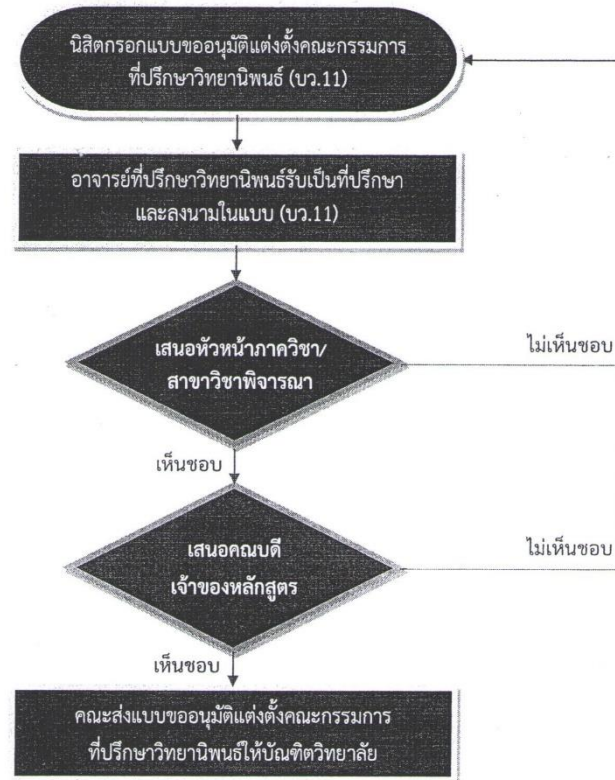 นิสิตกรอกแบบขออนุมัติแต่งตั้งคณะกรรมการ
ที่ปรึกษาวิทยานิพนธ์ (บว.11)
อาจารย์ที่ปรึกษาวิทยานิพนธ์รับเป็นที่ปรึกษา
และลงนามในแบบ (บว.11)
เสนอหัวหน้าภาควิชา/
สาขาวิชาพิจารณา
ไม่เห็นชอบ
เห็นชอบ
เสนอคณบดี
เจ้าของหลักสูตร
ไม่เห็นชอบ
เห็นชอบ
คณะส่งแบบขออนุมัติแต่งตั้งคณะกรรมการ
ที่ปรึกษาวิทยานิพนธ์ให้บัณฑิตวิทยาลัย